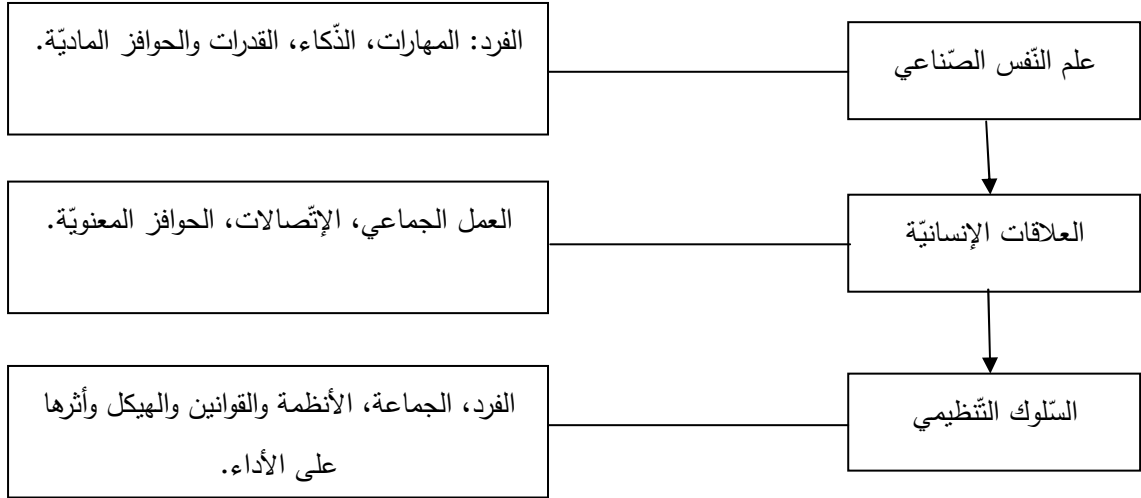 علم النّفس الصّناعي
الفرد: المهارات، الذّكاء، القدرات والحوافز الماديّة.
العلاقات الإنسانيّة
العمل الجماعي، الإتّصالات، الحوافز المعنويّة.
السّلوك التّنظيمي
الفرد، الجماعة، الأنظمة والقوانين والهيكل وأثرها
على الأداء.